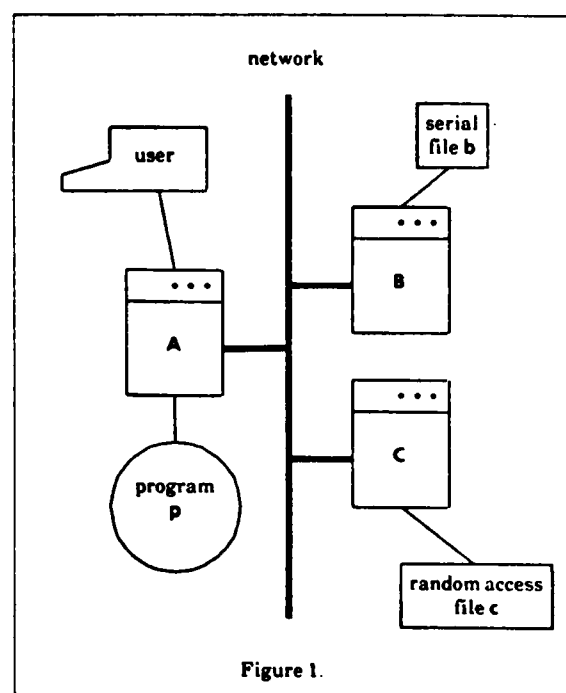 network
user
serial
file b
B
A
C
program
p
random access
file c
Figure 1.